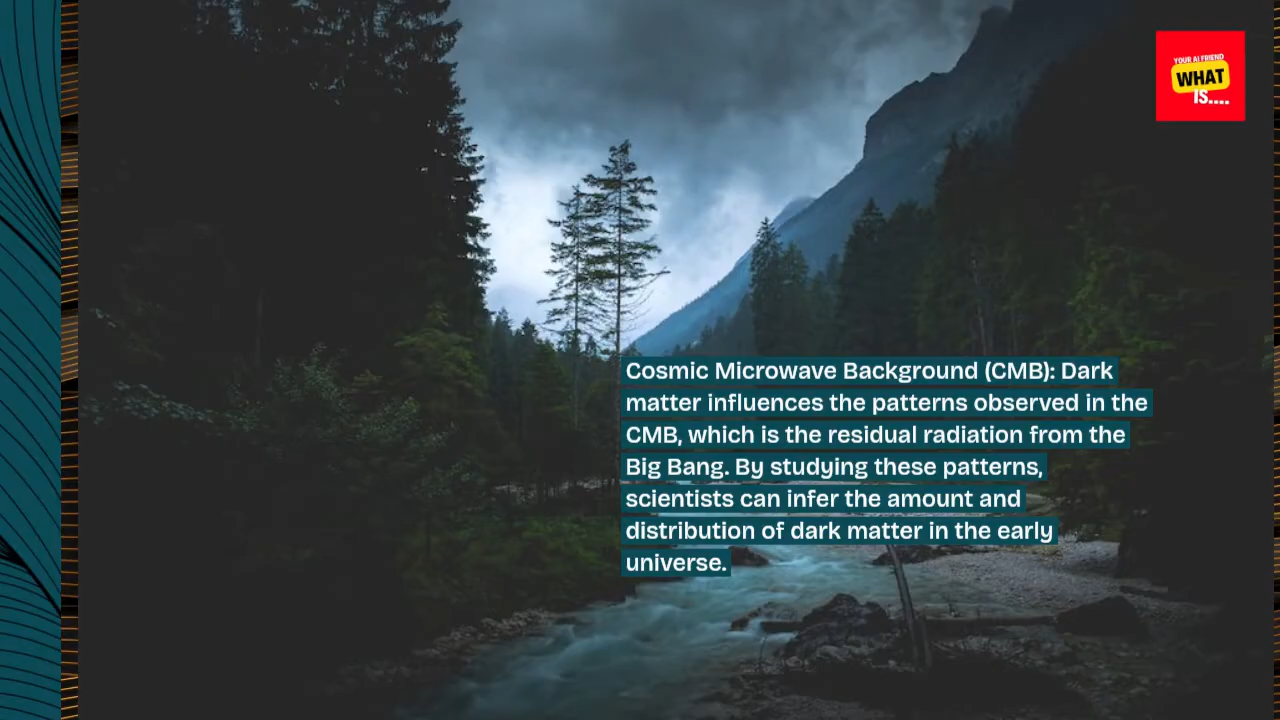 YOUR AI FRIEND
WHAT
IS....
Cosmic Microwave Background (CMB): Dark
matter influences the patterns observed in the
CMB, which is the residual radiation from the
Big Bang. By studying these patterns,
scientists can infer the amount and
distribution of dark matter in the early
universe.